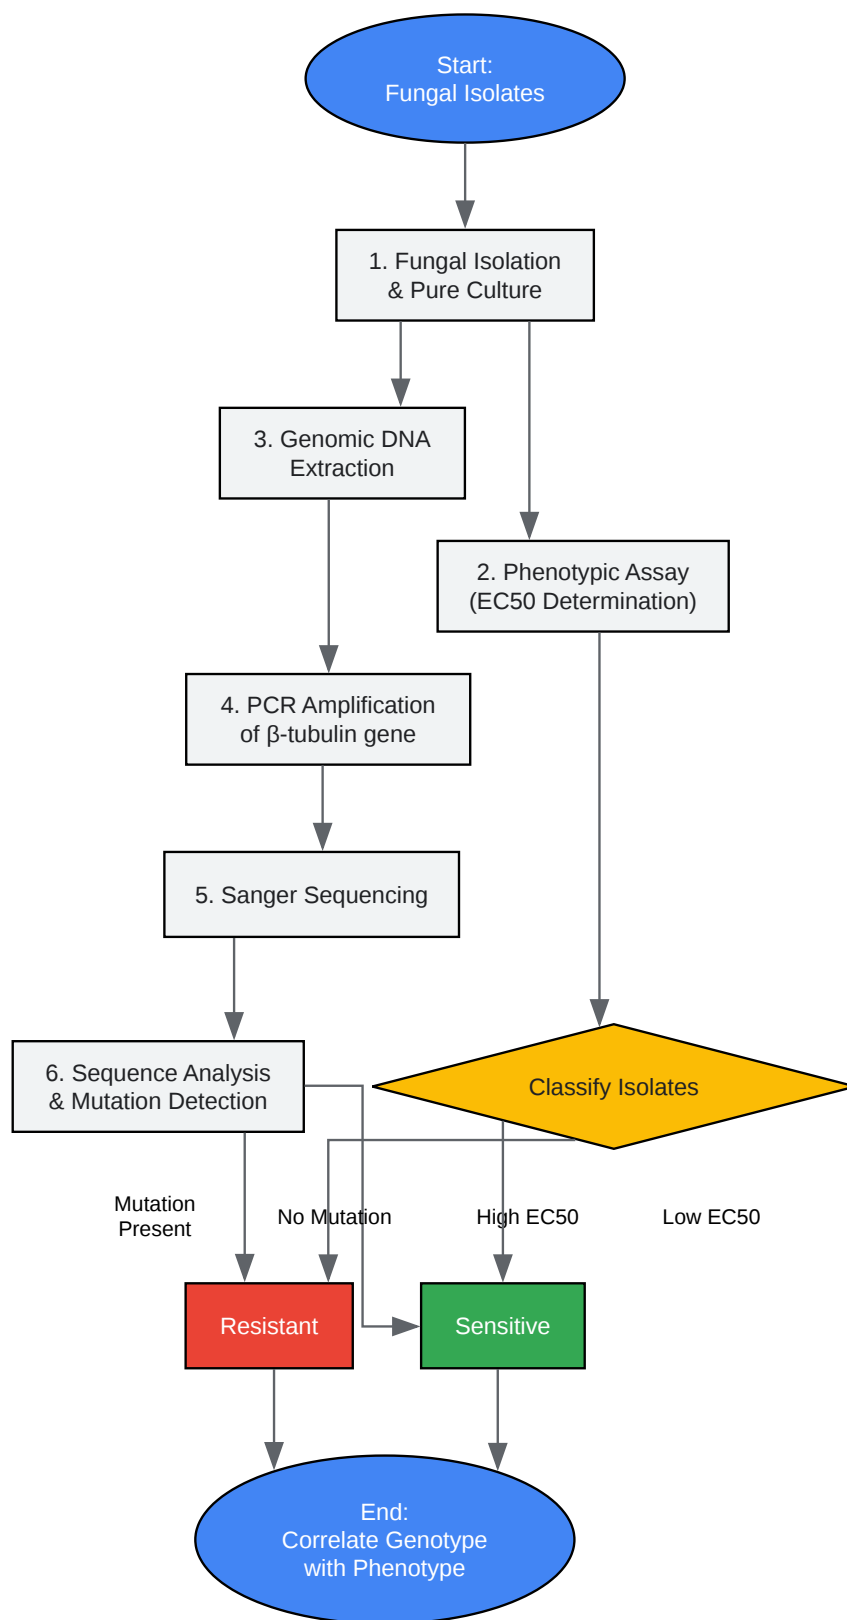 Start:
Fungal Isolates
1. Fungal Isolation
& Pure Culture
3. Genomic DNA
Extraction
2. Phenotypic Assay
(EC50 Determination)
4. PCR Amplification
of β-tubulin gene
5. Sanger Sequencing
6. Sequence Analysis
& Mutation Detection
Classify Isolates
Mutation
Present
No Mutation
High EC50
Low EC50
Resistant
Sensitive
End:
Correlate Genotype
with Phenotype